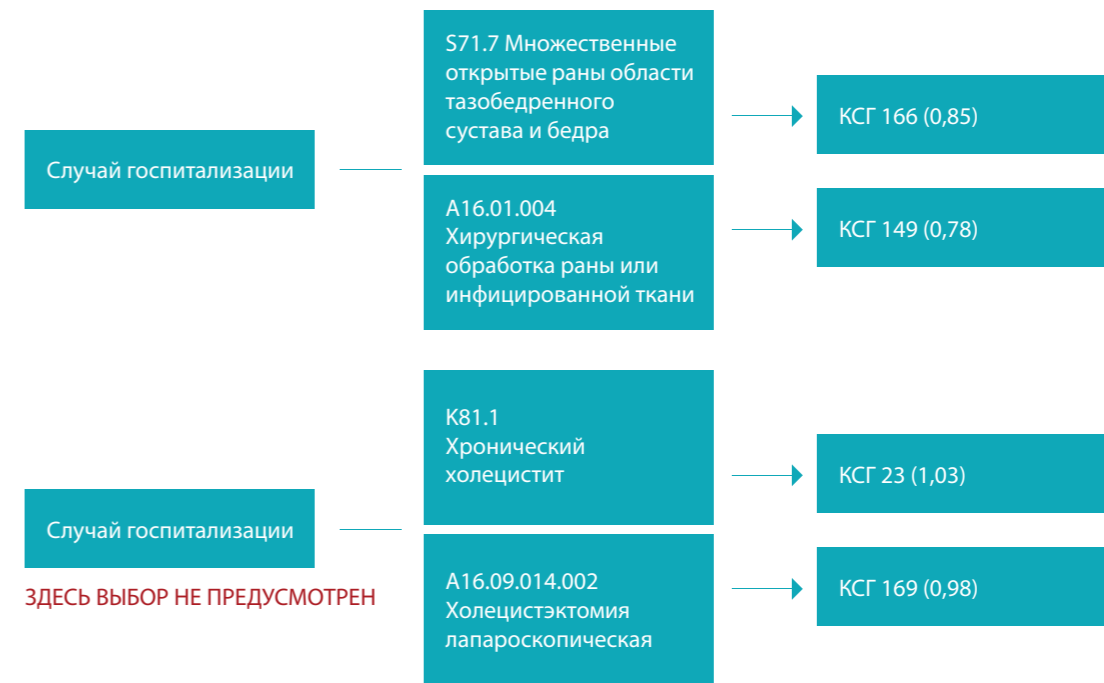 S71.7 Множественные
открытые раны области
тазобедренного
сустава и бедра
КСГ 166 (0,85)
Случай госпитализации
A16.01.004
Хирургическая
обработка раны или
инфицированной ткани
КСГ 149 (0,78)
K81.1
Хронический
холецистит
КСГ 23 (1,03)
Случай госпитализации
ЗДЕСЬ ВЫБОР НЕ ПРЕДУСМОТРЕН
A16.09.014.002
Холецистэктомия
лапароскопическая
КСГ 169 (0,98)